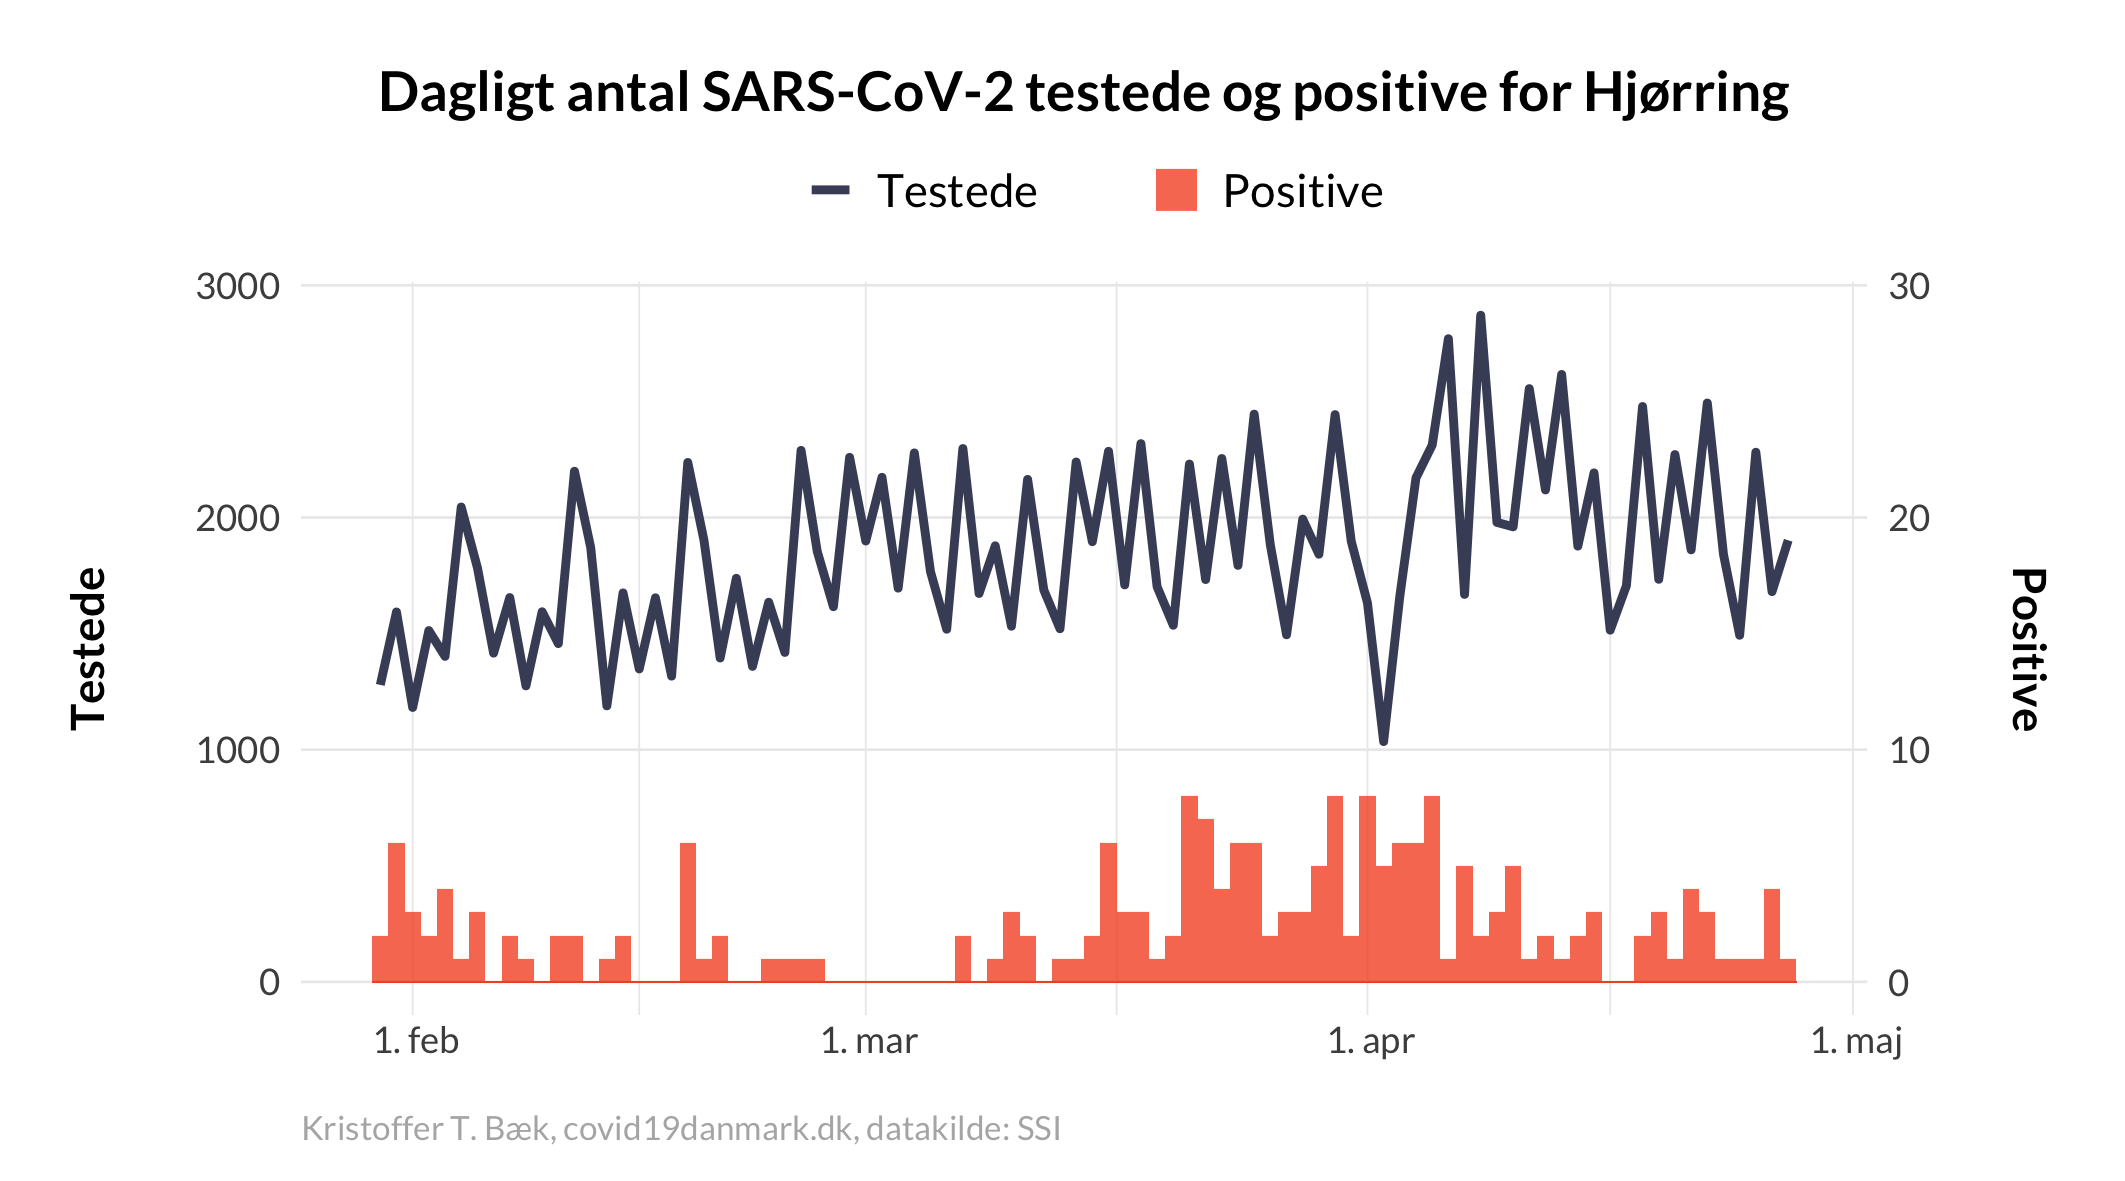 Dagligt antal SARS-CoV-2 testede og positive for Hjørring
Testede
Positive
3000
2000
1000
0
30
20
10
0
Testede
Positive
1. feb
1. mar
1. apr
1. maj
Kristoffer T. Bæk, covid19danmark.dk, datakilde: SSI